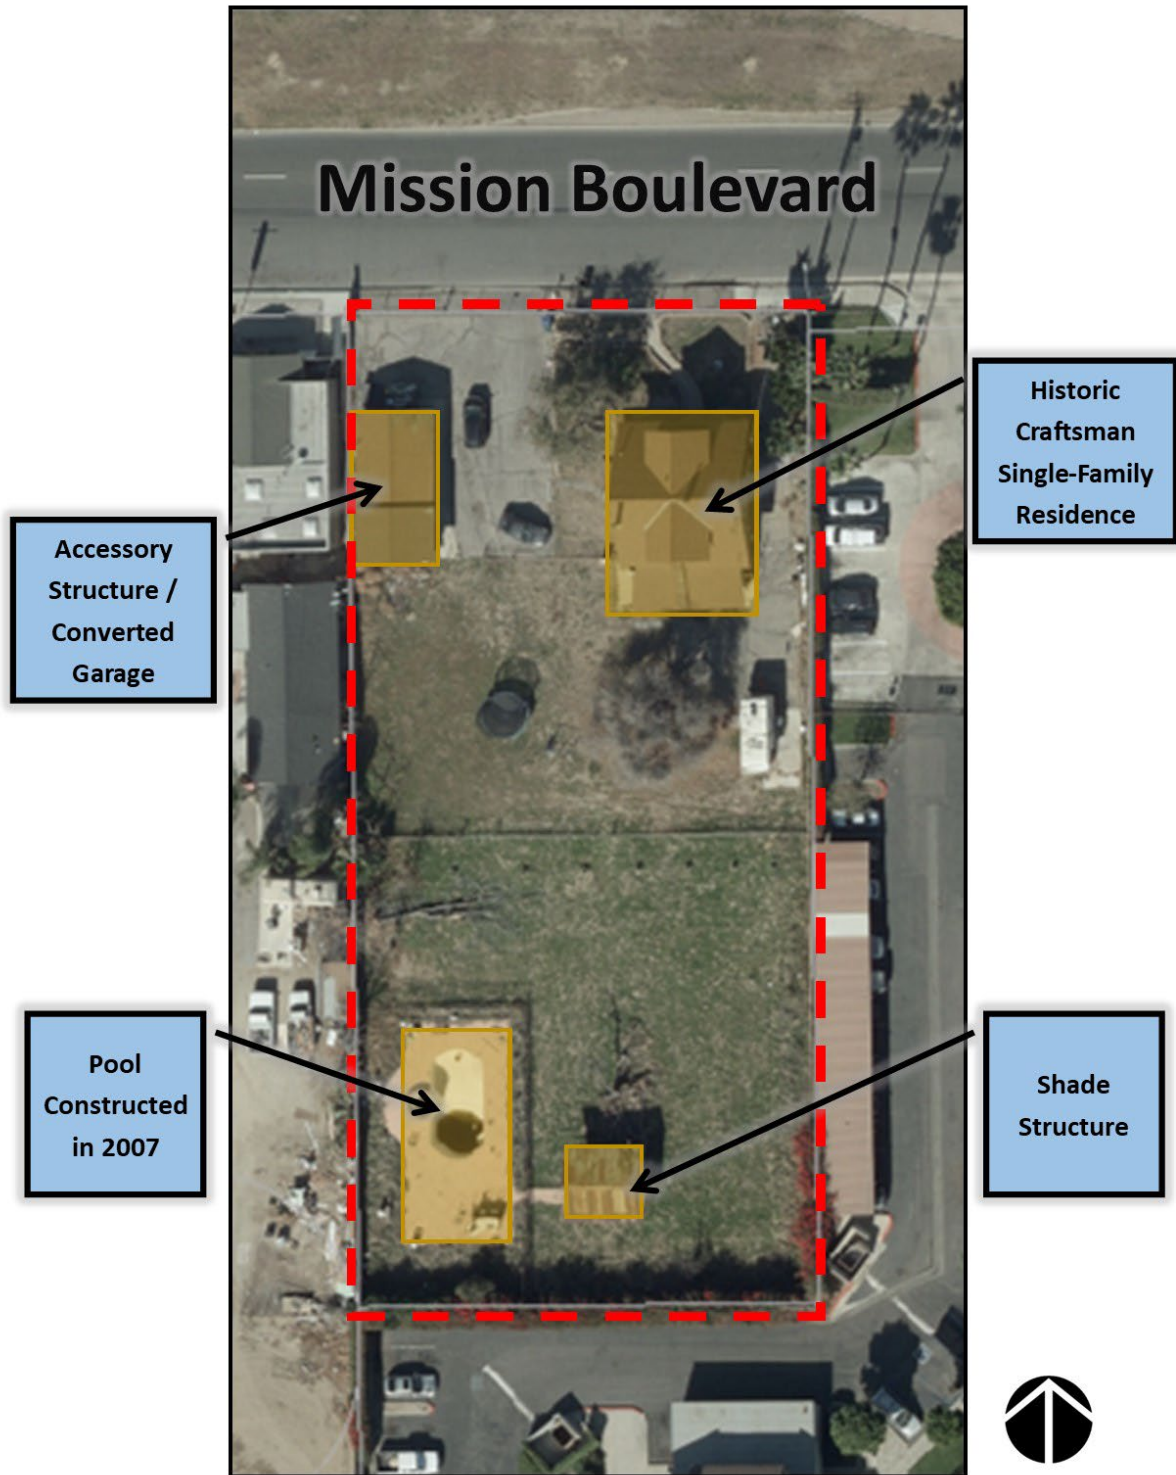 Mission Boulevard
Historic
Craftsman
Single-Family
Residence
Accessory
Structure /
Converted
Garage
Pool
Constructed
in 2007
Shade
Structure